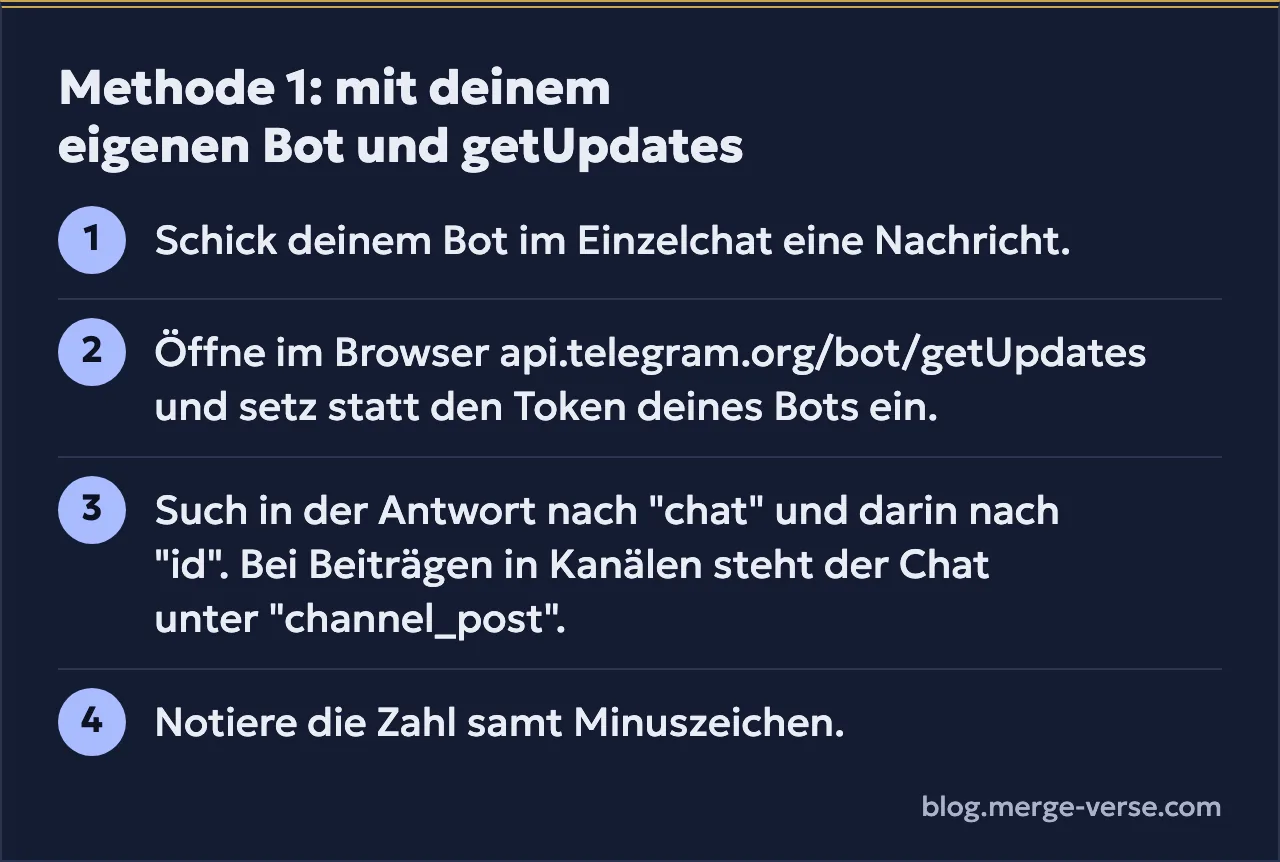 Methode 1: mit deinem
eigenen Bot und getUpdates
1
Schick deinem Bot im Einzelchat eine Nachricht.
2
Öffne im Browser api.telegram.org/bot/getUpdates
und setz statt den Token deines Bots ein.
3
Such in der Antwort nach "chat" und darin nach
"id". Bei Beiträgen in Kanälen steht der Chat
unter "channel_post".
4
Notiere die Zahl samt Minuszeichen.
blog.merge-verse.com